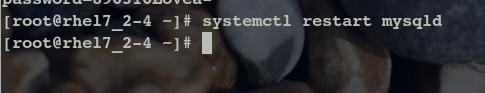 [root@rhel7_2-4 ~]# systemctl restart mysqld
[root@rhel7_2-4 ~]#